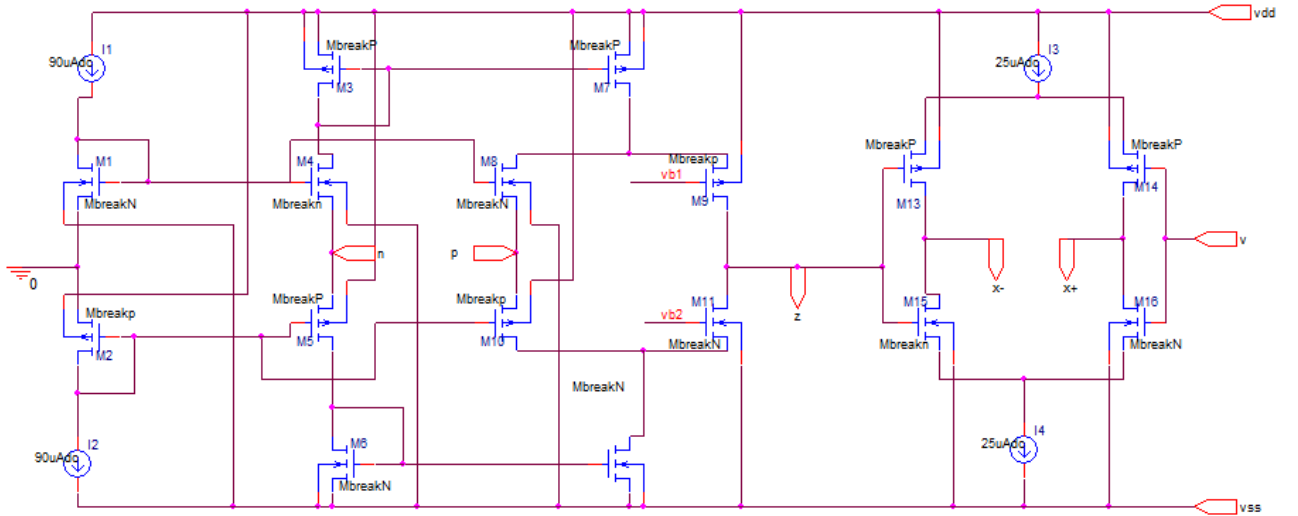 vdd
I1
90uAdc
MbreakP
M3
MbreakP
M7
I3
25uAdc
M1
MbreakN
M4
Mbreakn
M8
MbreakN
Mbreakp
vb1
M9
MbreakP
M13
MbreakP
M14
n
p
v
0
z
x-
x+
Mbreakp
M2
MbreakP
M5
Mbreakp
M10
M11
vb2
MbreakN
M15
Mbreakn
M16
MbreakN
MbreakN
I2
90uAdc
M6
MbreakN
I4
25uAdc
vss